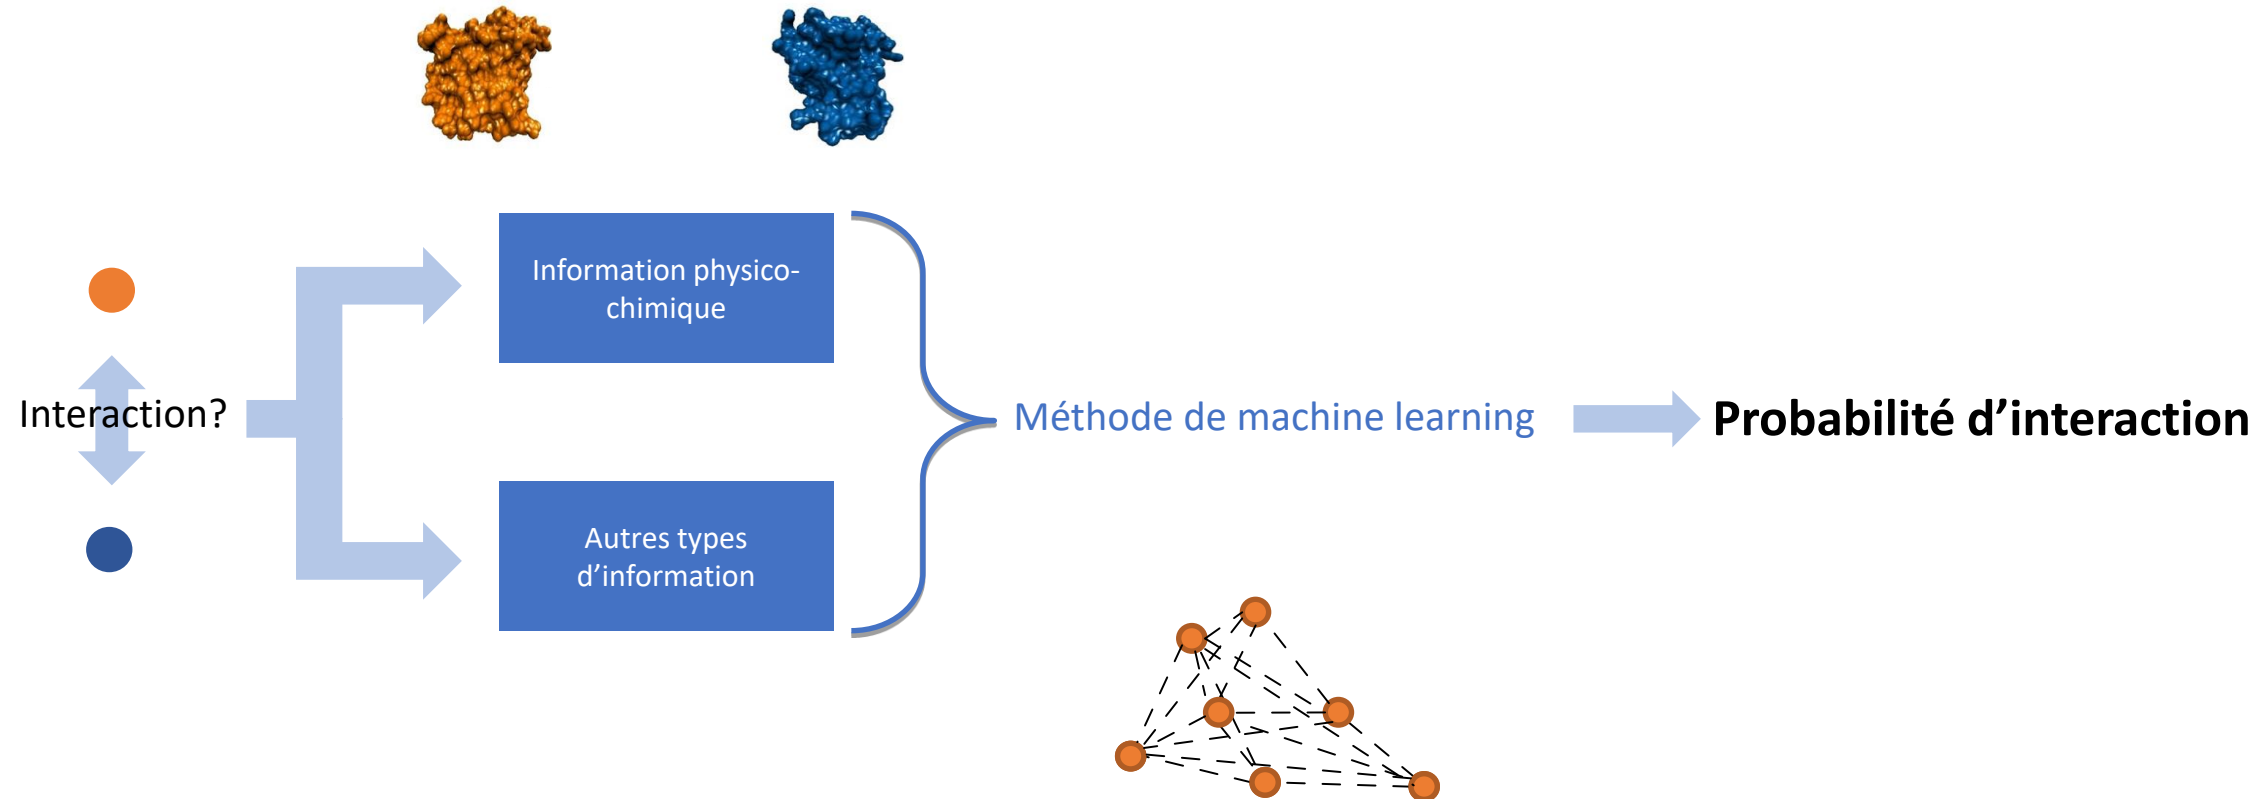 Information physico-
chimique
Interaction?
Méthode de machine learning
Probabilité d’interaction
Autres types
d’information